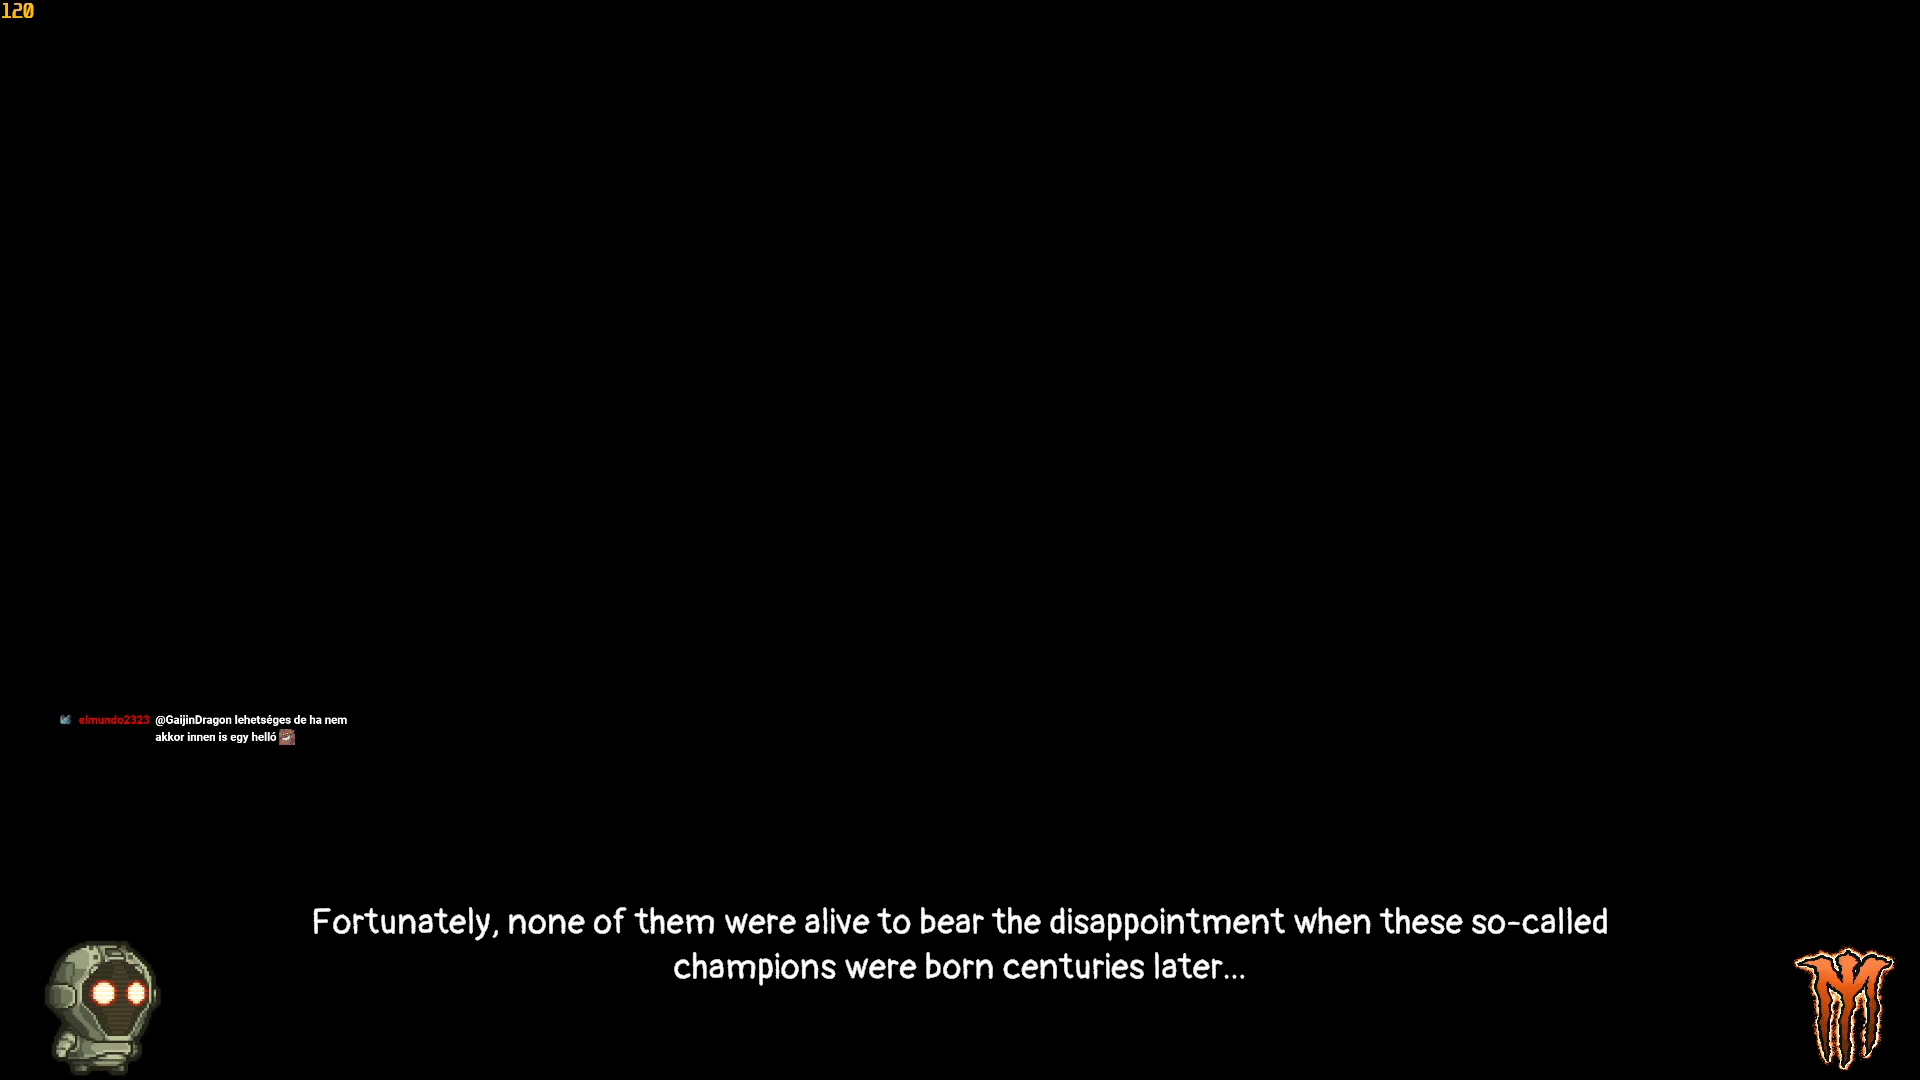 120
elmundo2323 @GaijinDragon lehetséges de ha nem
akkor innen is egy helló
Fortunately, none of them were alive to bear the disappointment when these so-called
champions were born centuries later...